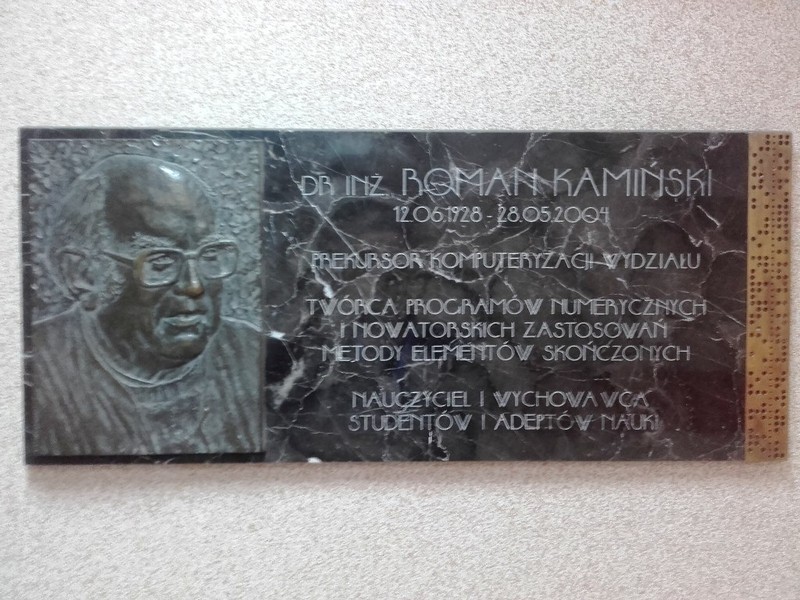 DR INŻ. ROMAN KAMIŃSKI
12.06.1928 - 28.05.2004
PREKURSOR KOMPUTERYZACJI WYDZIAŁU
TWÓRCA PROGRAMÓW NUMERYCZNYCH
I NOWATORSKICH ZASTOSOWAŃ
METODY ELEMENTÓW SKOŃCZONYCH
NAUCZYCIEL I WYCHOWAWCA
STUDENTÓW I ADEPTÓW NAUKI